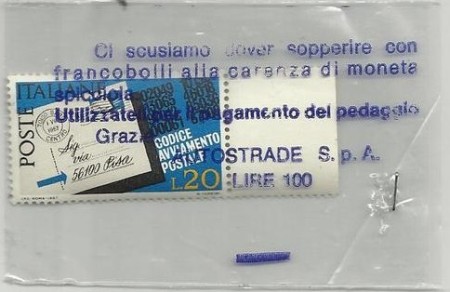 Ci scusiamo dover sopperire con
francobolli alla carenza di moneta
spicciola.
Utilizzateli per il pagamento del pedaggio
Grazie
AUTOSTRADE S.p.A.
LIRE 100
POSTE ITALIANE
Sig.
via
56100 Pisa
CODICE
AVVIAMENTO
POSTALE
L.20